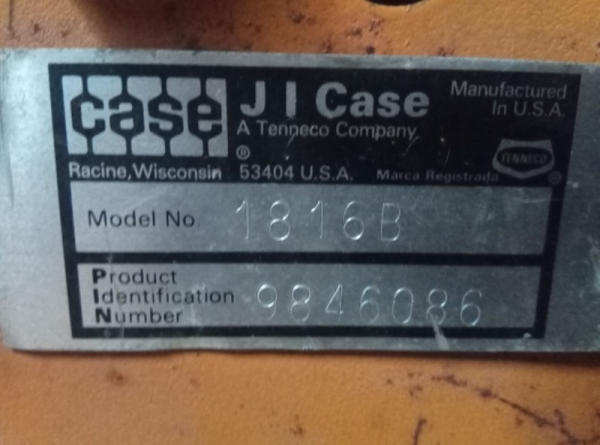 case J I Case Manufactured
In U.S.A.
A Tenneco Company
®
TENNECO
®
Racine, Wisconsin 53404 U.S.A. Marca Registrada
Model No. 1816B
Product
Identification
Number 9846086